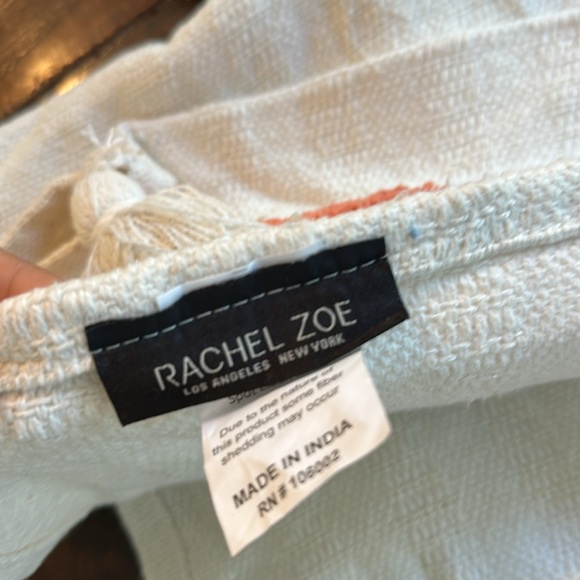 RACHEL ZOE
LOS ANGELES NEW YORK
Due to the nature of
this product some fiber
shedding may occur
MADE IN INDIA
RN# 106082